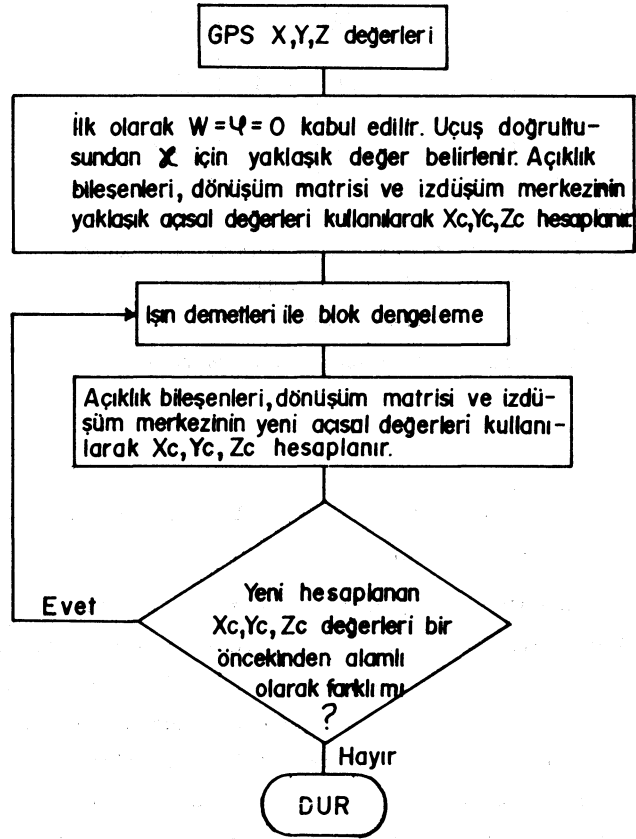 GPS X,Y,Z değerleri
İlk olarak W=φ=0 kabul edilir. Uçuş doğrultu-
sundan ϰ için yaklaşık değer belirlenir. Açıklık
bileşenleri, dönüşüm matrisi ve izdüşüm merkezinin
yaklaşık açısal değerleri kullanılarak Xc,Yc,Zc hesaplanır.
Işın demetleri ile blok dengeleme
Açıklık bileşenleri, dönüşüm matrisi ve izdü-
şüm merkezinin yeni açısal değerleri kullanı-
larak Xc, Yc, Zc hesaplanır.
Yeni hesaplanan
Xc,Yc, Zc değerleri bir
öncekinden alamlı
olarak farklı mı
?
Evet
Hayır
DUR